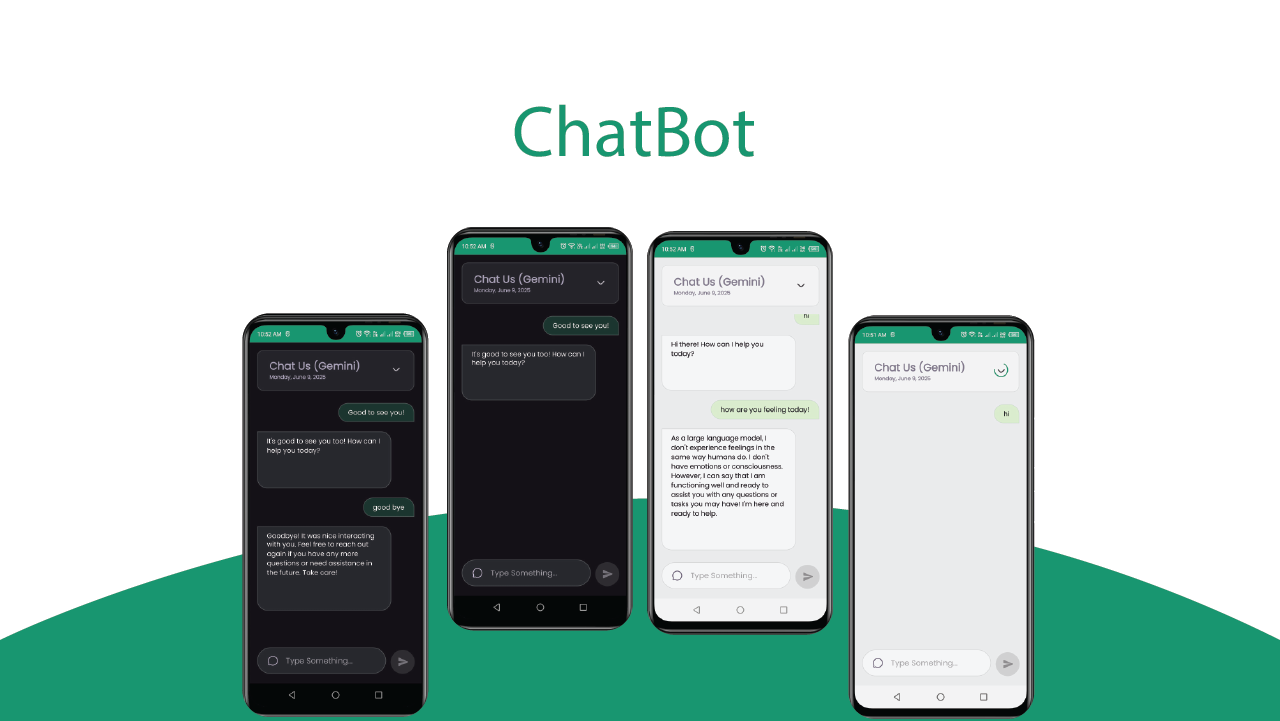 ChatBot
10:52 AM
Chat Us (Gemini)
Monday, June 9, 2025
Good to see you!
It's good to see you too! How can I
help you today?
good bye
Goodbye! It was nice interacting
with you. Feel free to reach out
again if you have any more
questions or need assistance in
the future. Take care!
Type Something...
10:52 AM
Chat Us (Gemini)
Monday, June 9, 2025
Good to see you!
It's good to see you too! How can I
help you today?
Type Something...
10:52 AM
Chat Us (Gemini)
Monday, June 9, 2025
hi
Hi there! How can I help you
today?
how are you feeling today!
As a large language model, I
don't experience feelings in the
same way humans do. I don't
have emotions or consciousness.
However, I can say that I am
functioning well and ready to
assist you with any questions or
tasks you may have! I'm here and
ready to help.
Type Something...
10:51 AM
Chat Us (Gemini)
Monday, June 9, 2025
hi
Type Something...